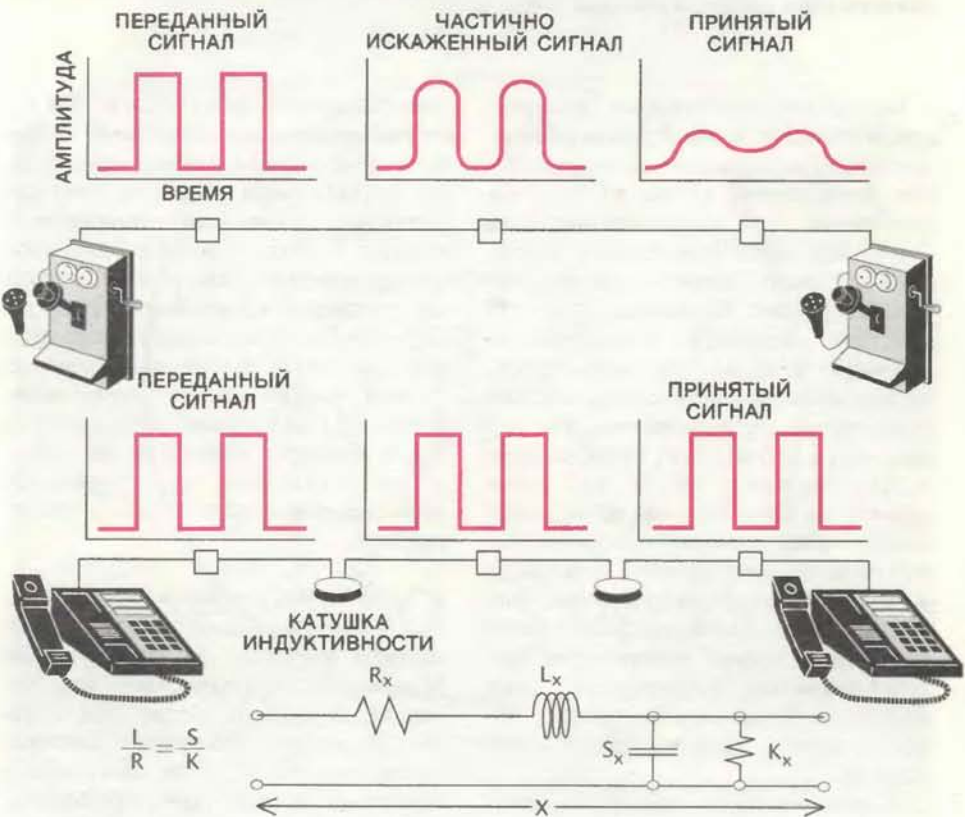 ПЕРЕДАННЫЙ
СИГНАЛ
ЧАСТИЧНО
ИСКАЖЕННЫЙ СИГНАЛ
ПРИНЯТЫЙ
СИГНАЛ
АМПЛИТУДА
ВРЕМЯ
ПЕРЕДАННЫЙ
СИГНАЛ
ПРИНЯТЫЙ
СИГНАЛ
КАТУШКА
ИНДУКТИВНОСТИ
Rₓ
Lₓ
L/R = S/K
Sₓ
Kₓ
X